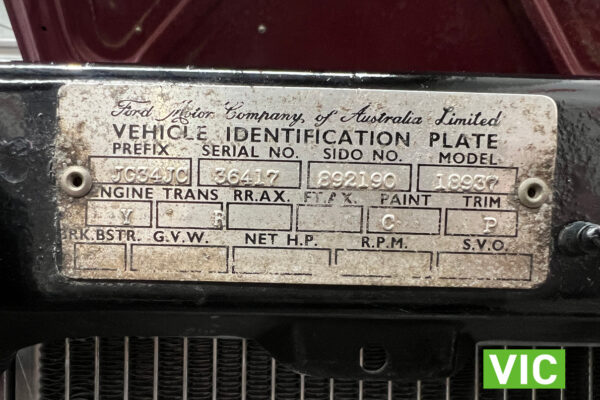 Ford Motor Company, of Australia Limited
VEHICLE IDENTIFICATION PLATE
PREFIX SERIAL NO. SIDO NO. MODEL
JG34JC 36417 892190 18937
ENGINE TRANS RR.AX. FT.AX. PAINT TRIM
Y R C P
BRK.BSTR. G.V.W. NET H.P. R.P.M. S.V.O.
VIC